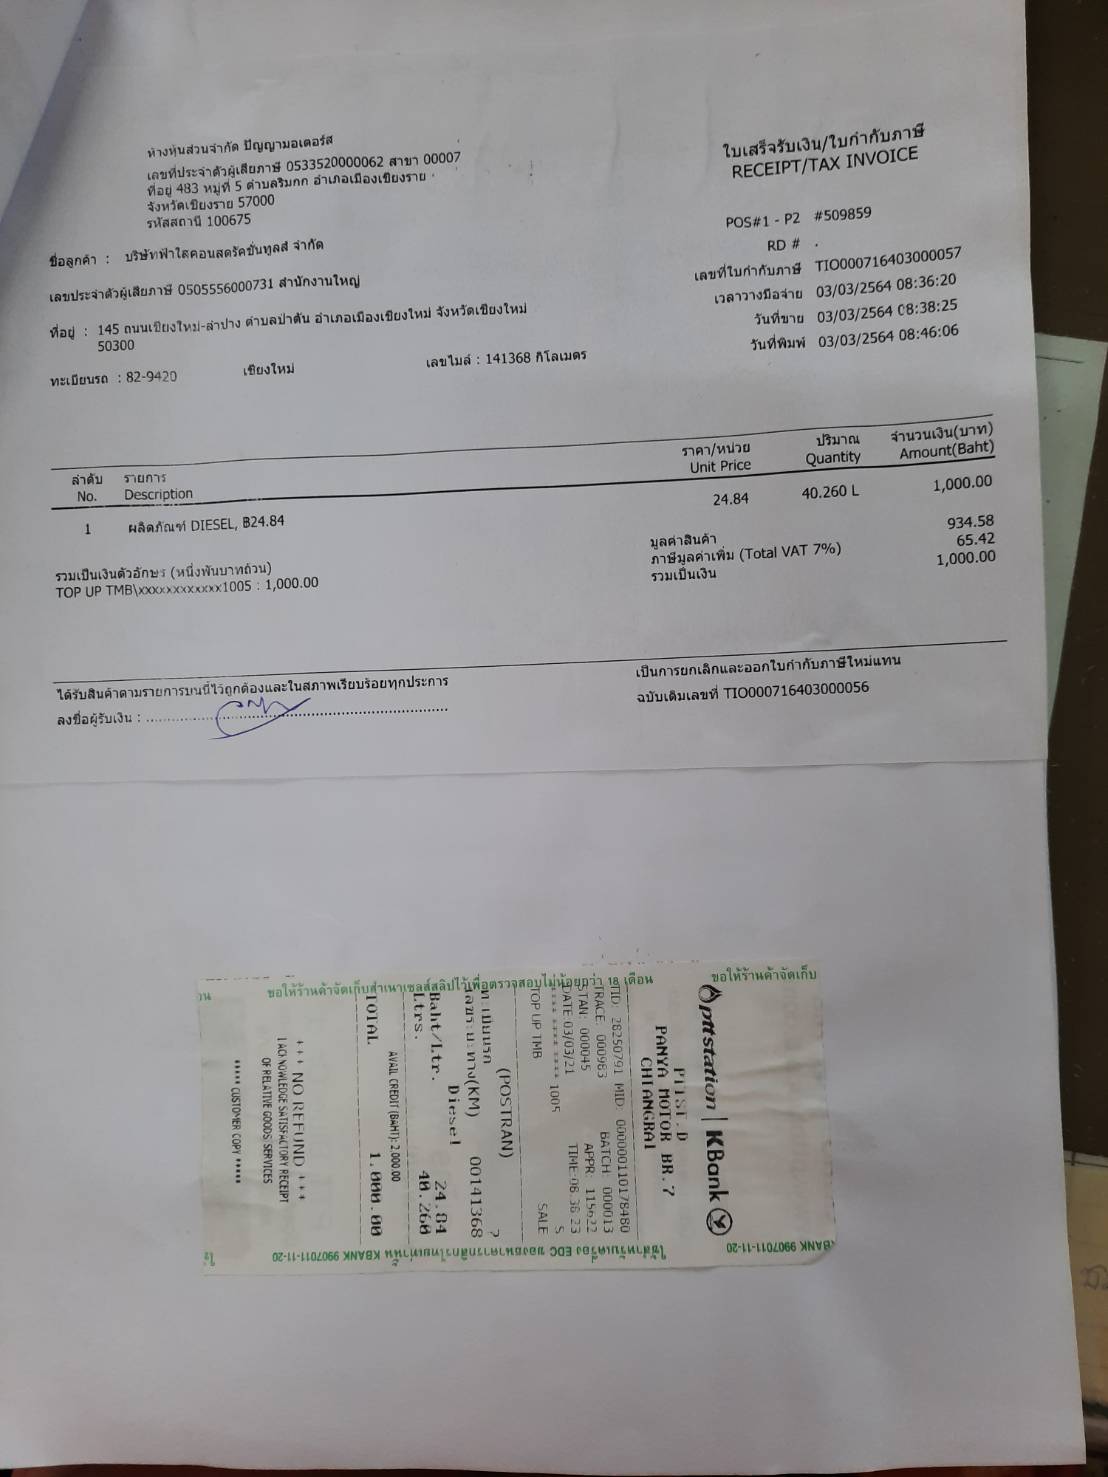 ห้างหุ้นส่วนจำกัด ปัญญามอเตอร์ส
เลขที่ประจำตัวผู้เสียภาษี 0533520000062 สาขา 00007
ที่อยู่ 483 หมู่ที่ 5 ตำบลริมกก อำเภอเมืองเชียงราย
จังหวัดเชียงราย 57000
รหัสสถานี 100675
ใบเสร็จรับเงิน/ใบกำกับภาษี
RECEIPT/TAX INVOICE
POS#1 - P2 #509859
RD # .
เลขที่ใบกำกับภาษี TIO000716403000057
เวลาวางมือจ่าย 03/03/2564 08:36:20
วันที่ขาย 03/03/2564 08:38:25
วันที่พิมพ์ 03/03/2564 08:46:06
ชื่อลูกค้า : บริษัทฟ้าใสคอนสตรัคชั่นทูลส์ จำกัด
เลขประจำตัวผู้เสียภาษี 0505556000731 สำนักงานใหญ่
ที่อยู่ : 145 ถนนเชียงใหม่-ลำปาง ตำบลป่าตัน อำเภอเมืองเชียงใหม่ จังหวัดเชียงใหม่
50300
ทะเบียนรถ : 82-9420 เชียงใหม่ เลขไมล์ : 141368 กิโลเมตร
ลำดับ รายการ ราคา/หน่วย ปริมาณ จำนวนเงิน(บาท)
No. Description Unit Price Quantity Amount(Baht)
1 ผลิตภัณฑ์ DIESEL, ฿24.84 24.84 40.260 L 1,000.00
มูลค่าสินค้า 934.58
ภาษีมูลค่าเพิ่ม (Total VAT 7%) 65.42
รวมเป็นเงิน 1,000.00
รวมเป็นเงินตัวอักษร (หนึ่งพันบาทถ้วน)
TOP UP TMB\xxxxxxxxxxxx1005 : 1,000.00
ได้รับสินค้าตามรายการบนนี้ไว้ถูกต้องและในสภาพเรียบร้อยทุกประการ
ลงชื่อผู้รับเงิน :
เป็นการยกเลิกและออกใบกำกับภาษีใหม่แทน
ฉบับเดิมเลขที่ TIO000716403000056
ขอให้ร้านค้าจัดเก็บสำเนาเซลส์สลิปไว้เพื่อตรวจสอบไม่น้อยกว่า 18 เดือน
ขอให้ร้านค้าจัดเก็บ
pttstation | KBank
PTTST.D
PANYA MOTOR BR.7
CHIANGRAI
TID: 28250791 MID: 000000110178480
TRACE: 000983 BATCH: 000013
STAN: 000045 APPR: 115622
DATE:03/03/21 TIME:08:36:23
**** **** **** 1005 S
TOP UP TMB SALE
(POSTRAN)
ทะเบียนรถ ?
เลขระยะทาง(KM) 00141368
Diesel
Baht/Ltr. 24.84
Ltrs. 40.260
AVAIL CREDIT (BAHT): 2,000.00
TOTAL 1,000.00
*** NO REFUND ***
I ACKNOWLEDGE SATISFACTORY RECEIPT
OF RELATIVE GOODS/SERVICES
***** CUSTOMER COPY *****
ใช้สำหรับเครื่อง EDC ของธนาคารกสิกรไทยเท่านั้น KBANK 9907011-11-20
KBANK 9907011-11-20